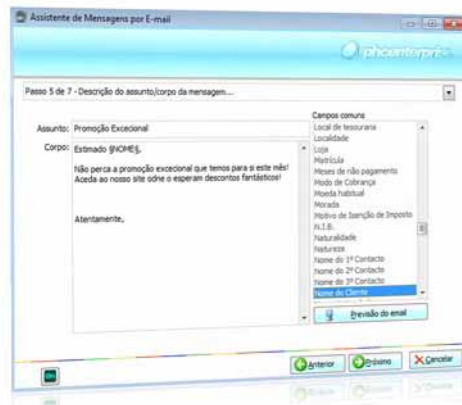 Assistente de Mensagens por E-mail
phcenterprise
Passo 5 de 7 - Descrição do assunto/corpo da mensagem....
Assunto: Promoção Excecional
Corpo: Estimado §NOME§,
Não perca a promoção excecional que temos para si este mês!
Aceda ao nosso site odne o esperam descontos fantásticos!
Atentamente,
Campos comuns
Local de tesouraria
Localidade
Loja
Matrícula
Meses de não pagamento
Modo de Cobrança
Moeda habitual
Morada
Motivo de Isenção de Imposto
N.I.B.
Naturalidade
Natureza
Nome do 1º Contacto
Nome do 2º Contacto
Nome do 3º Contacto
Nome do Cliente
Previsão do email
Anterior
Próximo
Cancelar